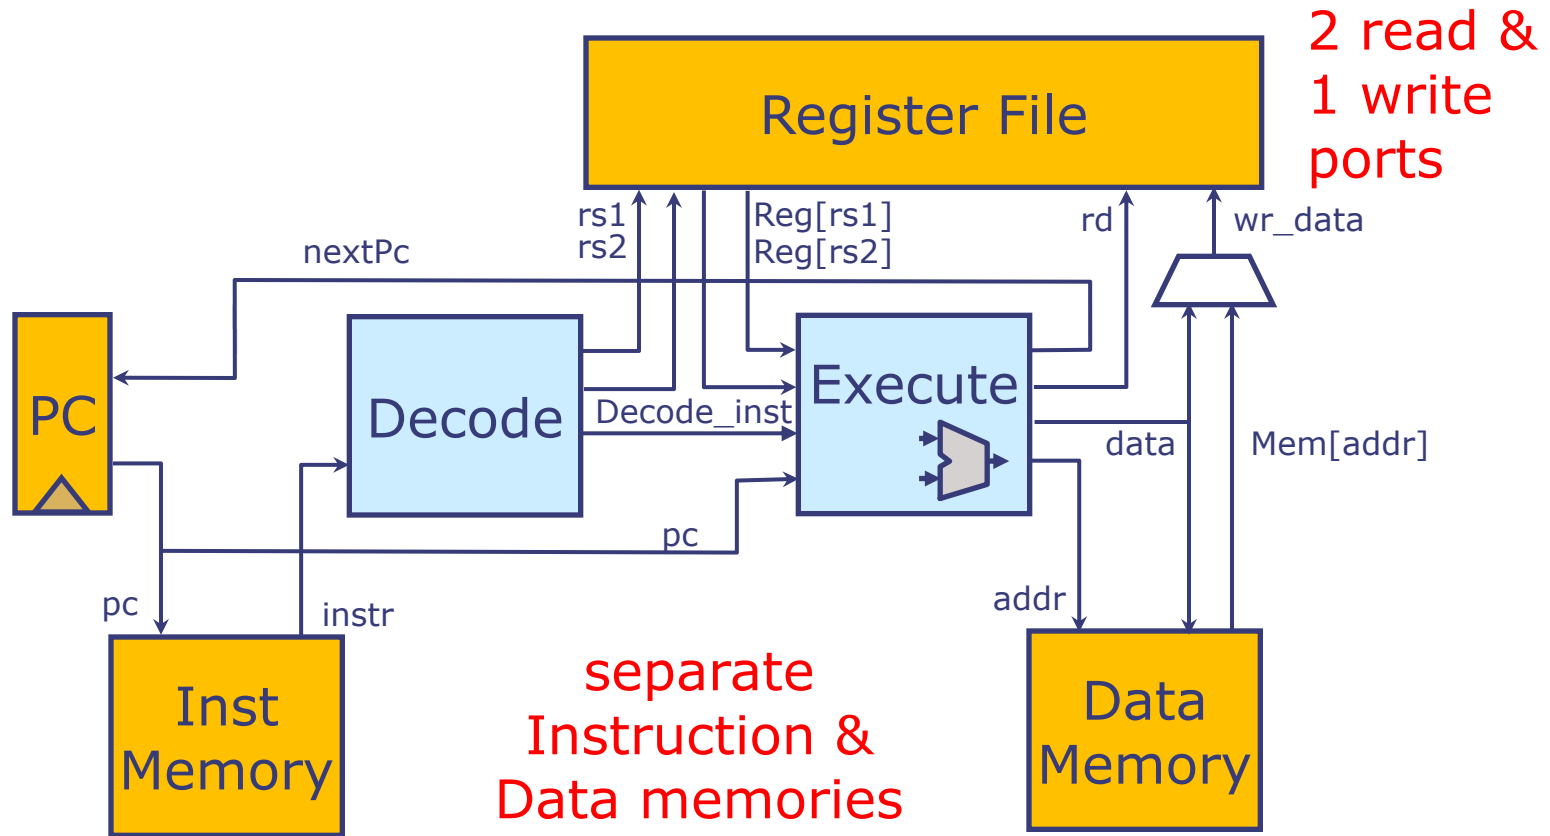 2 read &
1 write
ports
Register File
rs1
rs2
Reg[rs1]
Reg[rs2]
rd
wr_data
nextPc
PC
Decode
Decode_inst
Execute
data
Mem[addr]
pc
pc
instr
addr
Inst
Memory
separate
Instruction &
Data memories
Data
Memory